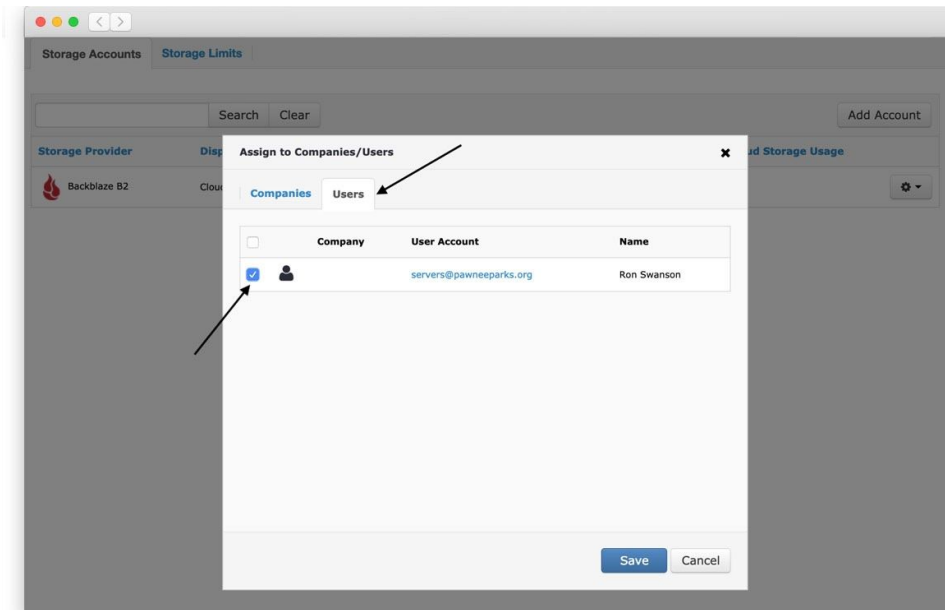 Storage Accounts Storage Limits
Search Clear Add Account
Storage Provider Disp ud Storage Usage
Backblaze B2 Clou
Assign to Companies/Users
Companies Users
Company User Account Name
servers@pawneeparks.org Ron Swanson
Save Cancel